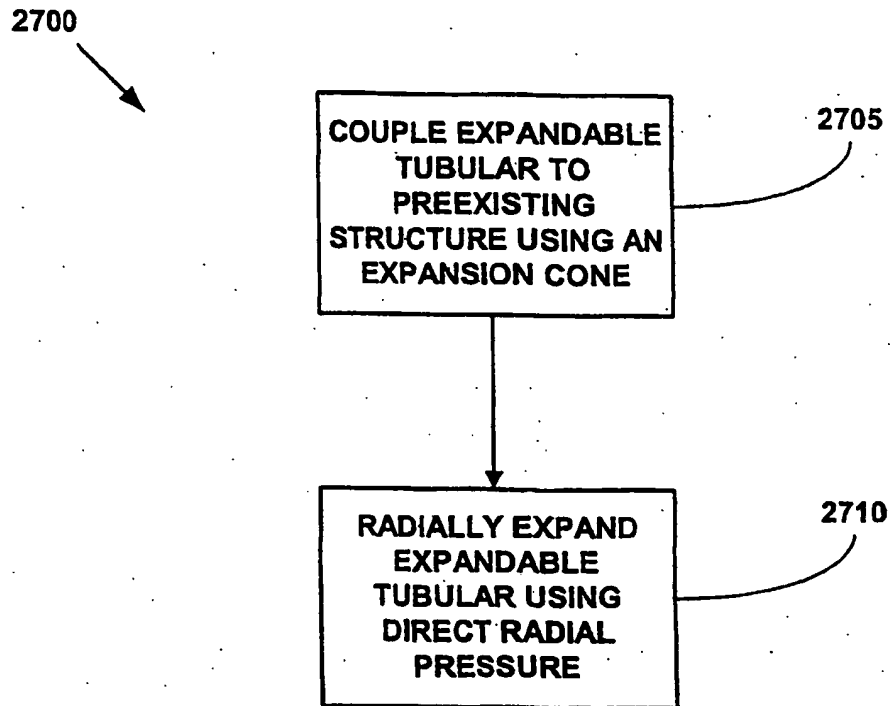 2700
COUPLE EXPANDABLE
TUBULAR TO
PREEXISTING
STRUCTURE USING AN
EXPANSION CONE
2705
RADIALLY EXPAND
EXPANDABLE
TUBULAR USING
DIRECT RADIAL
PRESSURE
2710